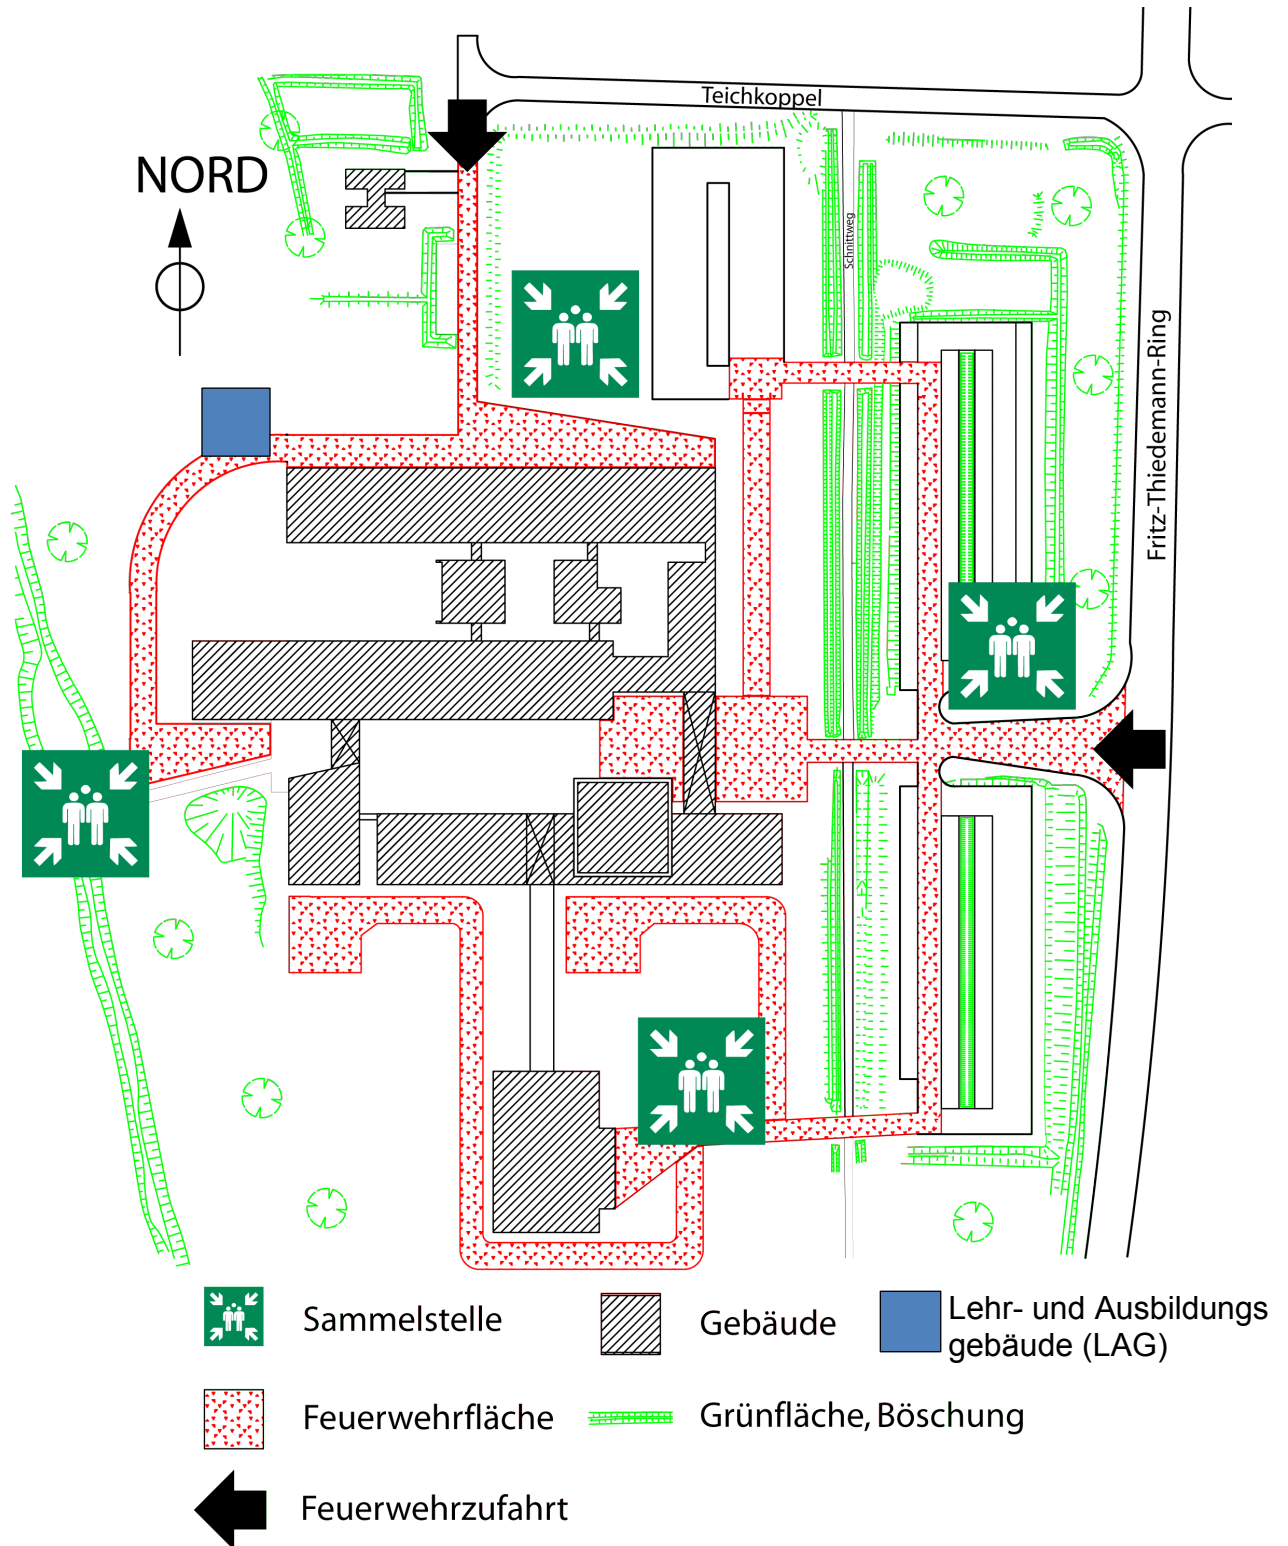 Teichkoppel
NORD
Schnittweg
Fritz-Thiedemann-Ring
Sammelstelle
Gebäude
Lehr- und Ausbildungs
gebäude (LAG)
Feuerwehrfläche
Grünfläche, Böschung
Feuerwehrzufahrt